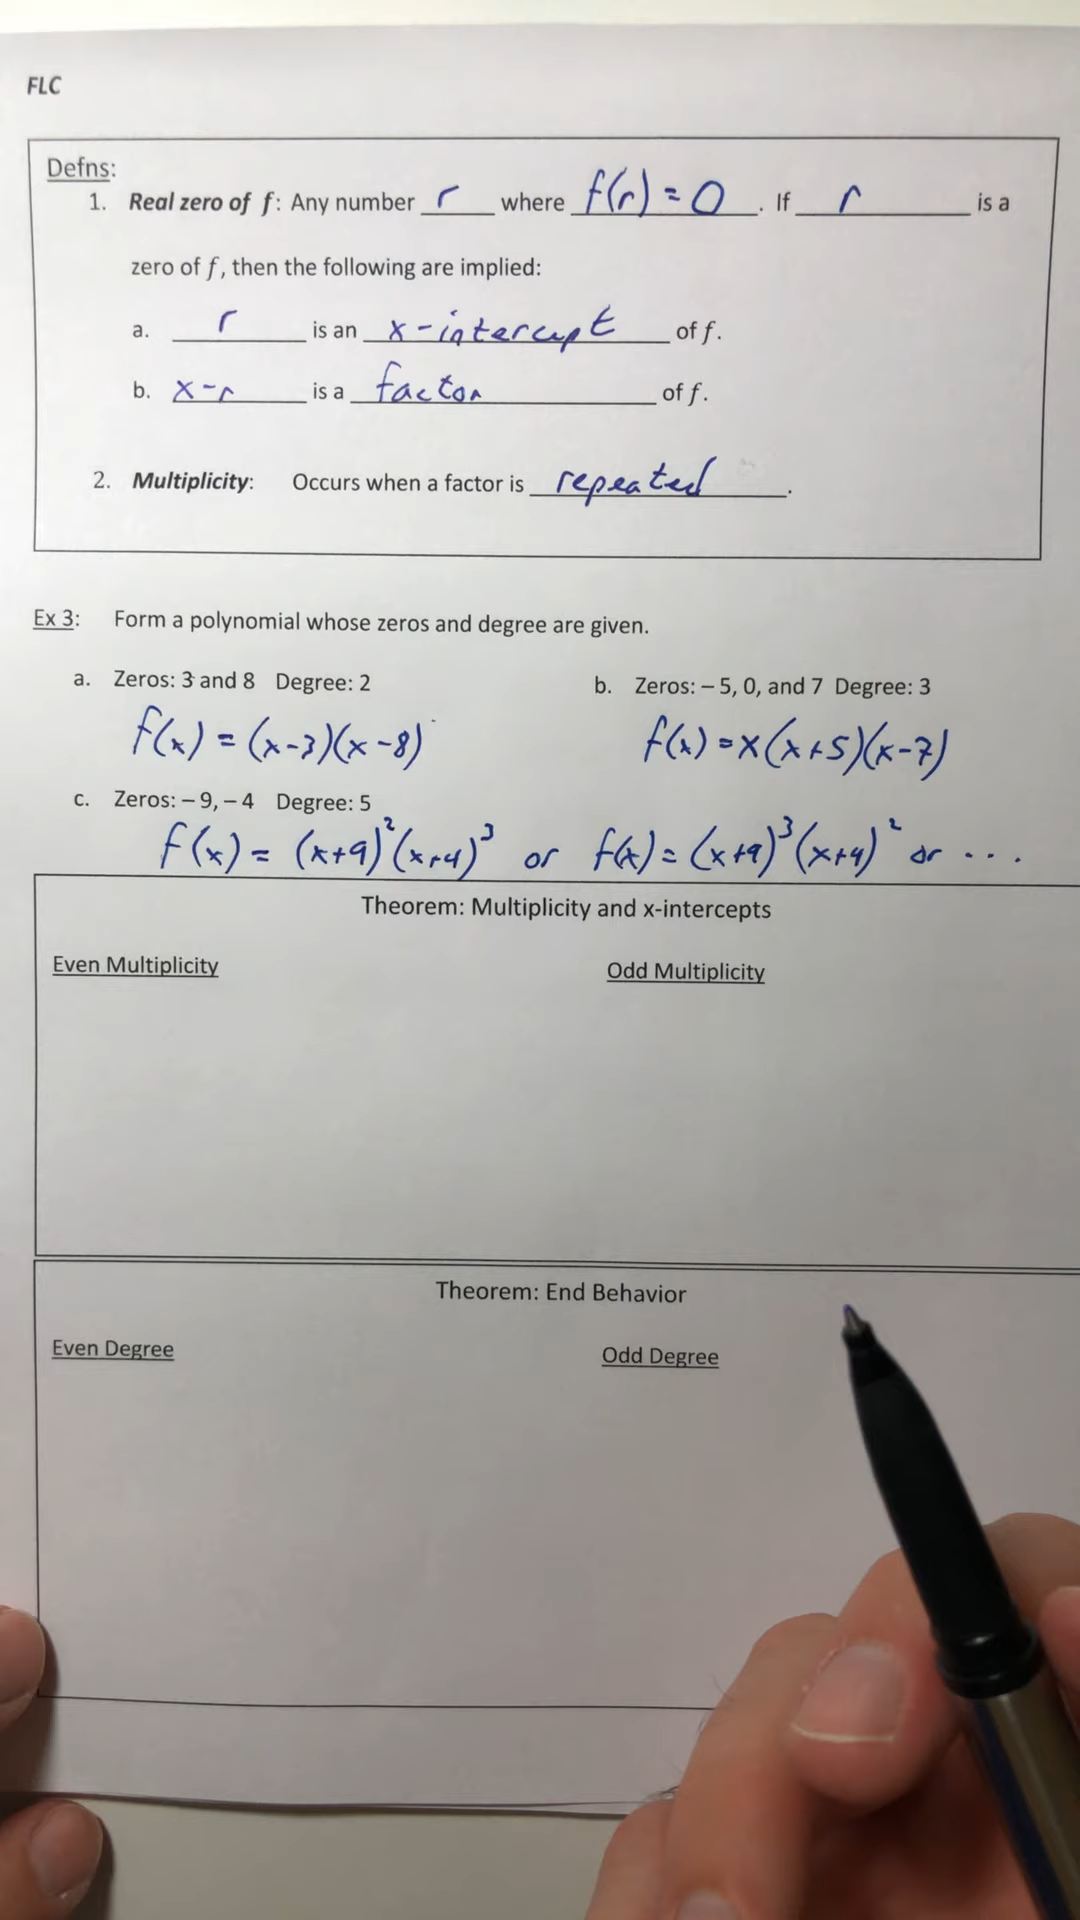 FLC
Defns:
1. Real zero of f: Any number r where f(r) = 0. If r is a
zero of f, then the following are implied:
a. r is an x-intercept of f.
b. x-r is a factor of f.
2. Multiplicity: Occurs when a factor is repeated.
Ex 3: Form a polynomial whose zeros and degree are given.
a. Zeros: 3 and 8 Degree: 2 b. Zeros: – 5, 0, and 7 Degree: 3
f(x) = (x-3)(x-8) f(x) = x(x+5)(x-7)
c. Zeros: – 9, – 4 Degree: 5
f(x) = (x+9)²(x+4)³ or f(x) = (x+9)³(x+4)² or ...
Theorem: Multiplicity and x-intercepts
Even Multiplicity Odd Multiplicity
Theorem: End Behavior
Even Degree Odd Degree